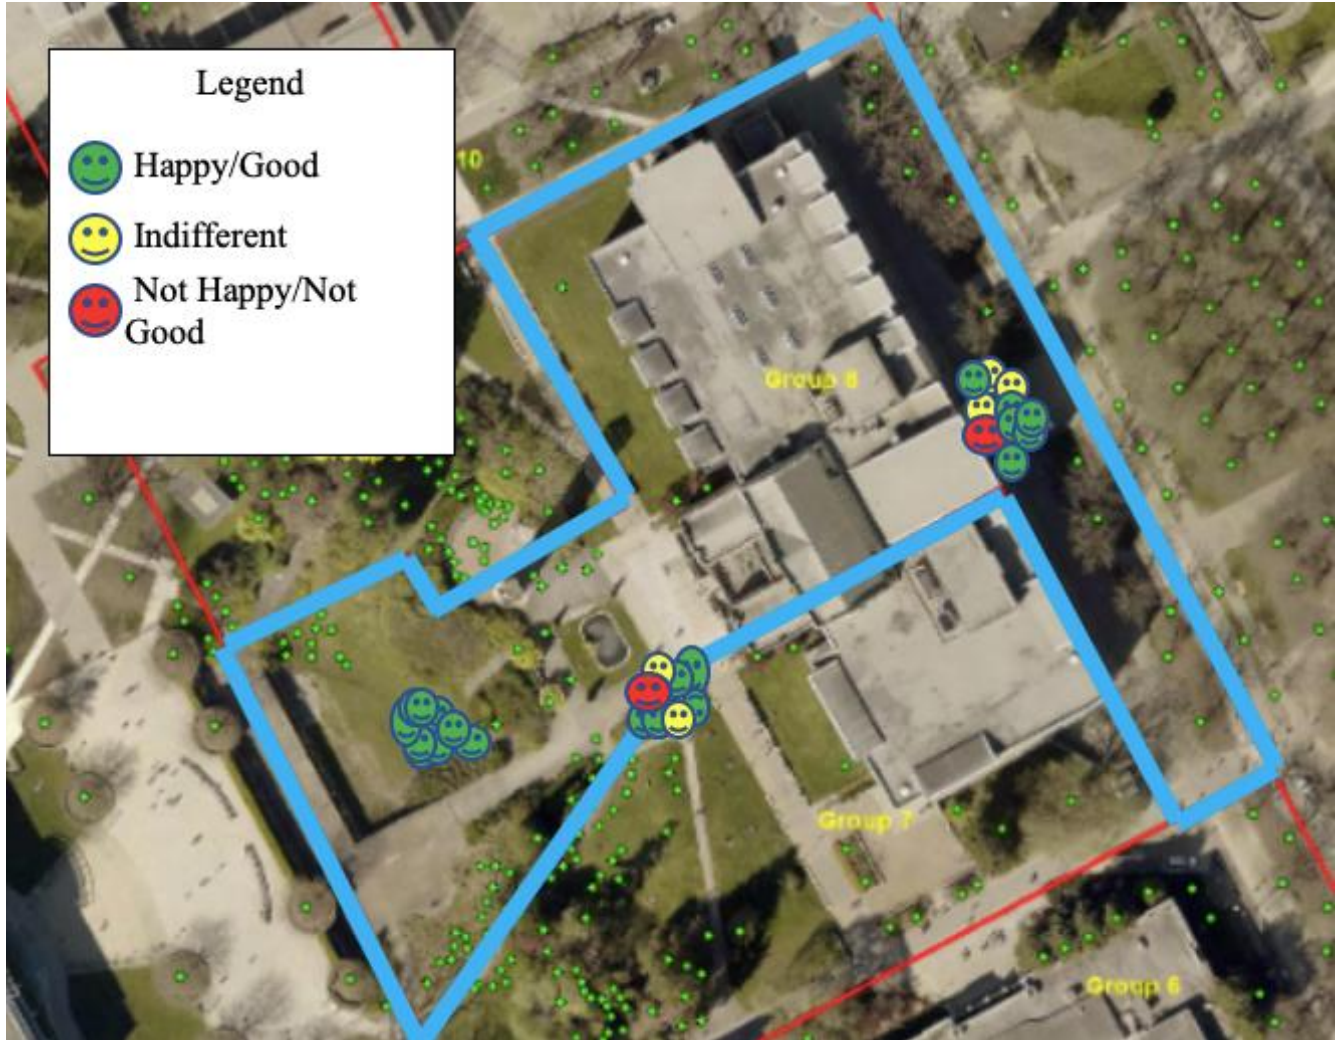 Legend
Happy/Good
Indifferent
Not Happy/Not
Good
10
Group 8
Group 7
Group 6